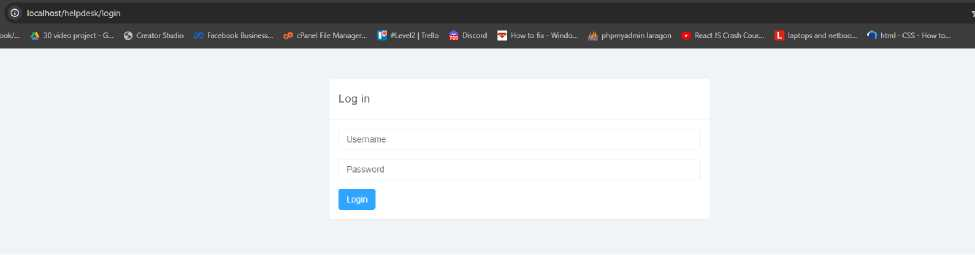 localhost/helpdesk/login
ook/... 30 video project - G... Creator Studio Facebook Business... cPanel File Manager... #Level2 | Trello Discord How to fix - Windo... phpmyadmin laragon React JS Crash Cour... laptops and netboo... html - CSS - How to...
Log in
Username
Password
Login